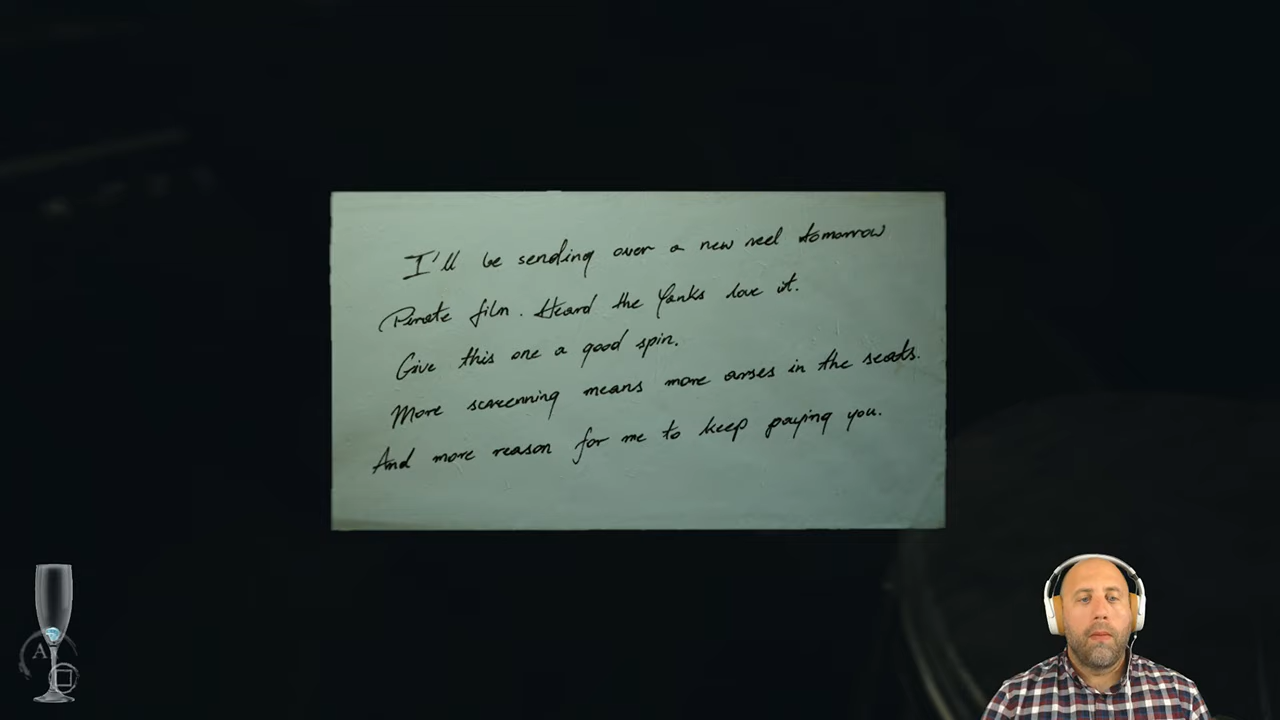 I'll be sending over a new reel tomorrow
Pirate film. Heard the Yanks love it.
Give this one a good spin.
More screenning means more arses in the seats.
And more reason for me to keep paying you.
A